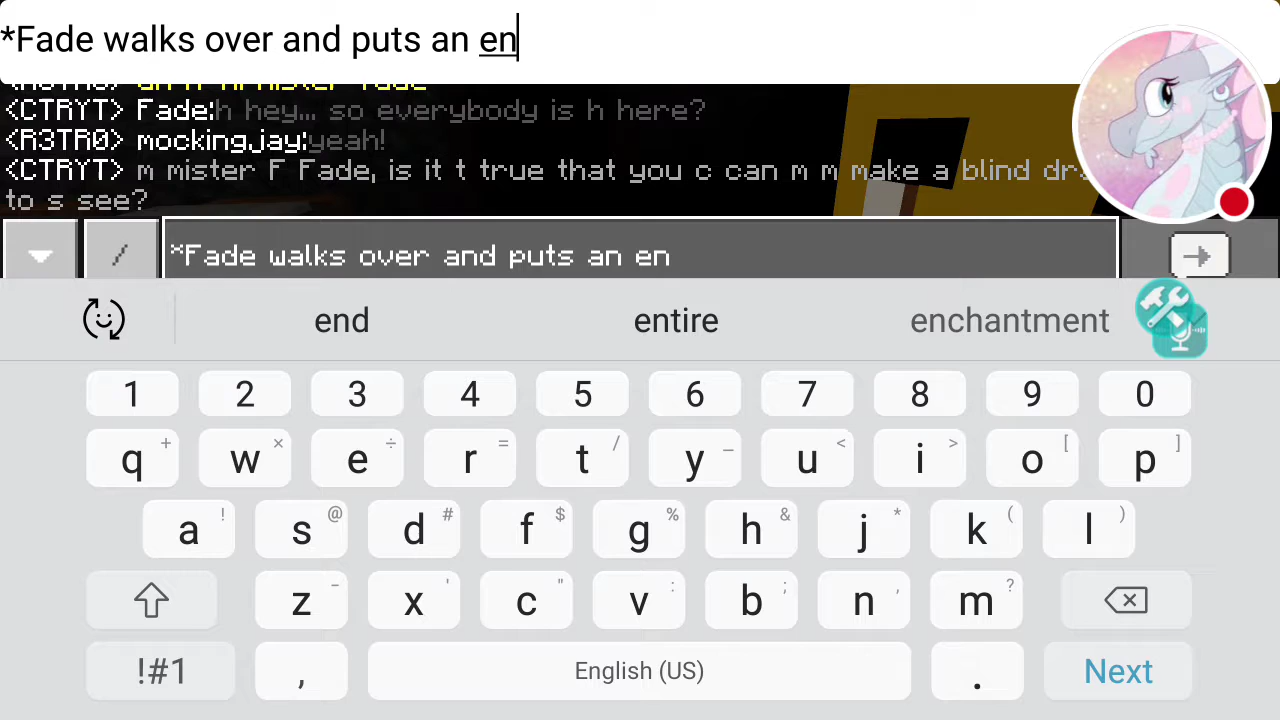 *Fade walks over and puts an en
<CTRYT> Fade:h hey... so everybody is h here?
<R3TR0> mockingjay:yeah!
<CTRYT> m mister F Fade, is it t true that you c can m m make a blind
to s see?
/ *Fade walks over and puts an en
end entire enchantment
1 2 3 4 5 6 7 8 9 0
q + w × e ÷ r = t / y _ u < i > o [ p ]
a ! s @ d # f $ g % h & j * k ( l )
z - x ' c " v : b ; n , m ?
!#1 , English (US) . Next